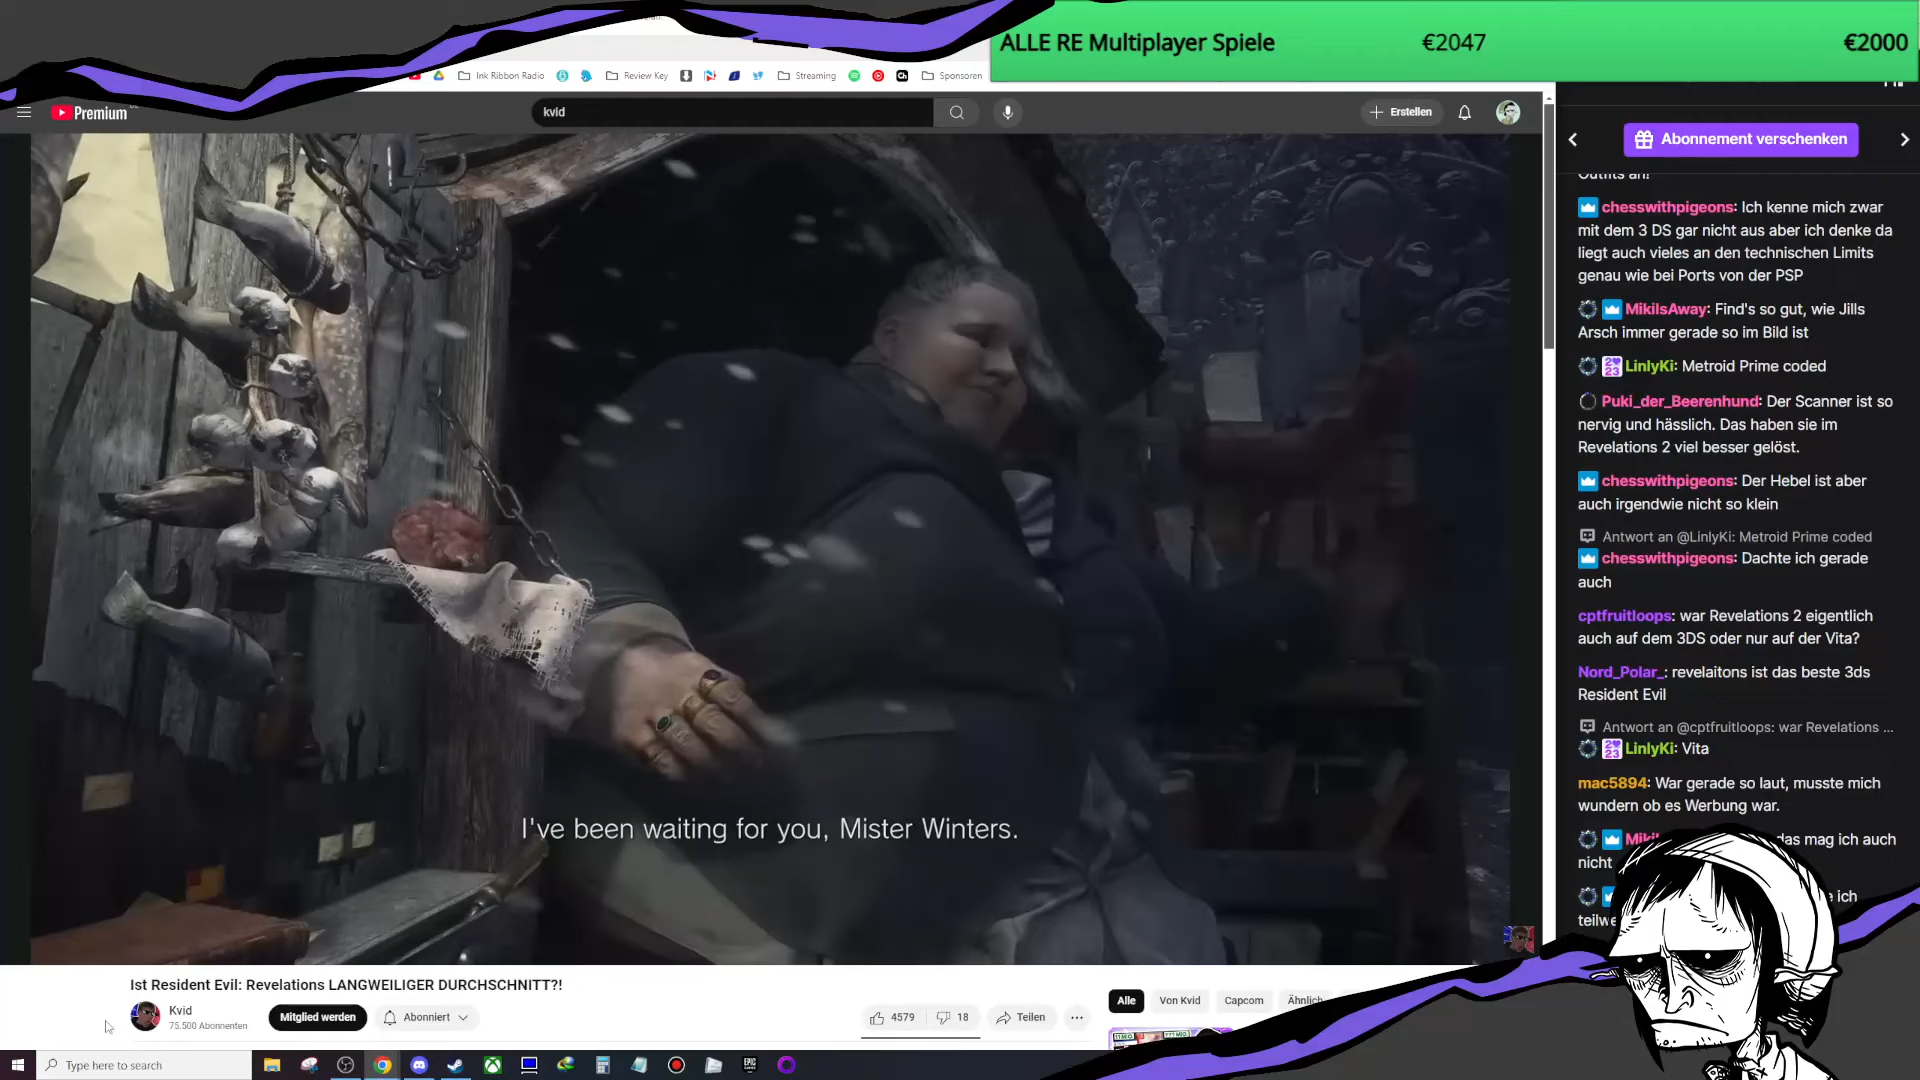 ALLE RE Multiplayer Spiele €2047 €2000
Ink Ribbon Radio Review Key Streaming Sponsoren
Premium kvid Erstellen
Abonnement verschenken
Outfits an!
chesswithpigeons: Ich kenne mich zwar
mit dem 3 DS gar nicht aus aber ich denke da
liegt auch vieles an den technischen Limits
genau wie bei Ports von der PSP
MikilsAway: Find's so gut, wie Jills
Arsch immer gerade so im Bild ist
LinlyKi: Metroid Prime coded
Puki_der_Beerenhund: Der Scanner ist so
nervig und hässlich. Das haben sie im
Revelations 2 viel besser gelöst.
chesswithpigeons: Der Hebel ist aber
auch irgendwie nicht so klein
Antwort an @LinlyKi: Metroid Prime coded
chesswithpigeons: Dachte ich gerade
auch
cptfruitloops: war Revelations 2 eigentlich
auch auf dem 3DS oder nur auf der Vita?
Nord_Polar_: revelaitons ist das beste 3ds
Resident Evil
Antwort an @cptfruitloops: war Revelations ...
LinlyKi: Vita
mac5894: War gerade so laut, musste mich
wundern ob es Werbung war.
das mag ich auch
nicht
ich
I've been waiting for you, Mister Winters.
Ist Resident Evil: Revelations LANGWEILIGER DURCHSCHNITT?!
Kvid
75.500 Abonnenten
Mitglied werden Abonniert 4579 18 Teilen ...
Alle Von Kvid Capcom Ähnlich
Type here to search